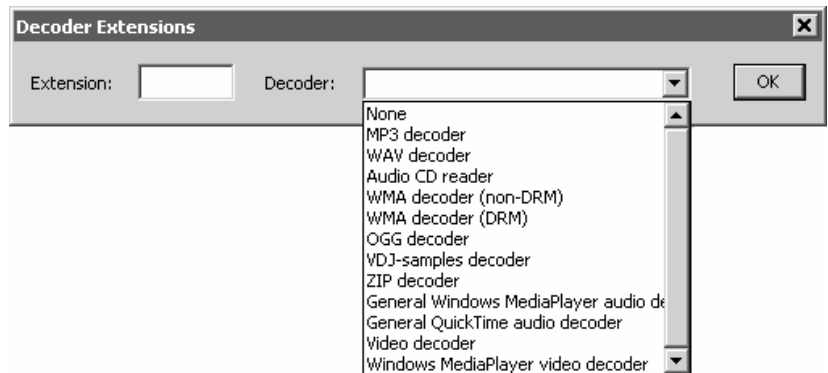 Decoder Extensions
Extension: Decoder: OK
None
MP3 decoder
WAV decoder
Audio CD reader
WMA decoder (non-DRM)
WMA decoder (DRM)
OGG decoder
VDJ-samples decoder
ZIP decoder
General Windows MediaPlayer audio de
General QuickTime audio decoder
Video decoder
Windows MediaPlayer video decoder